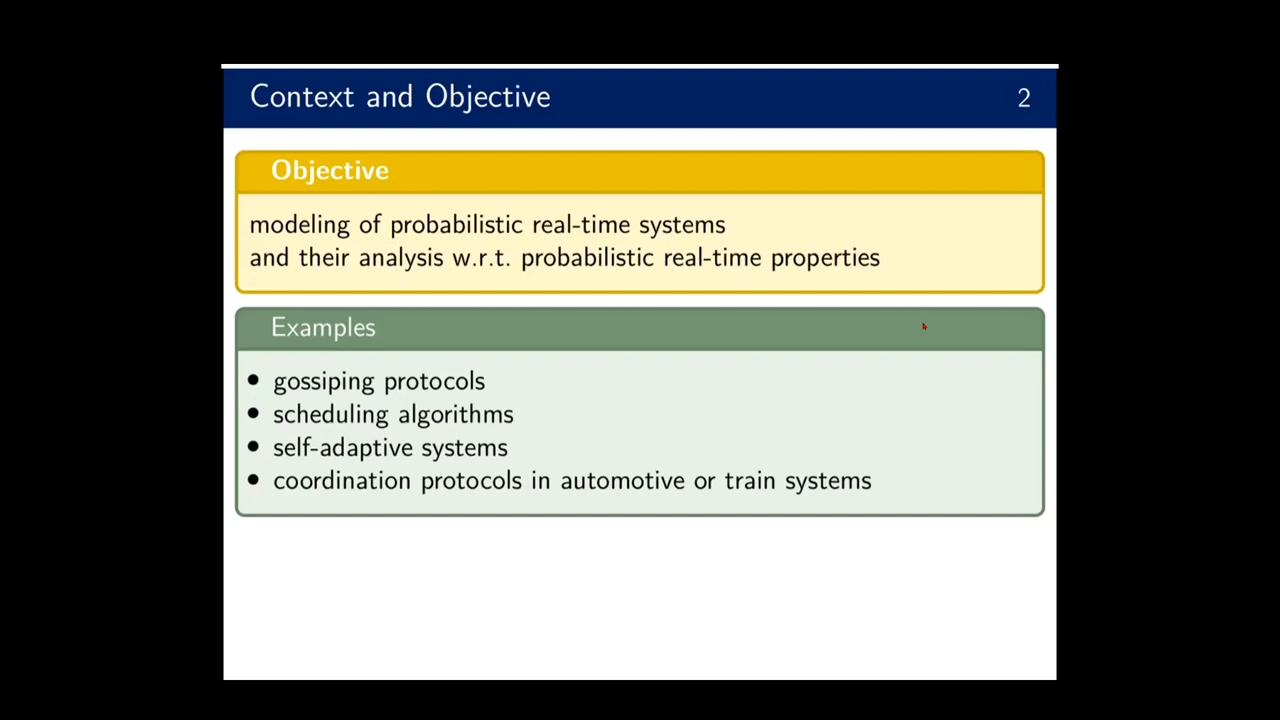 Context and Objective 2
Objective
modeling of probabilistic real-time systems
and their analysis w.r.t. probabilistic real-time properties
Examples
• gossiping protocols
• scheduling algorithms
• self-adaptive systems
• coordination protocols in automotive or train systems